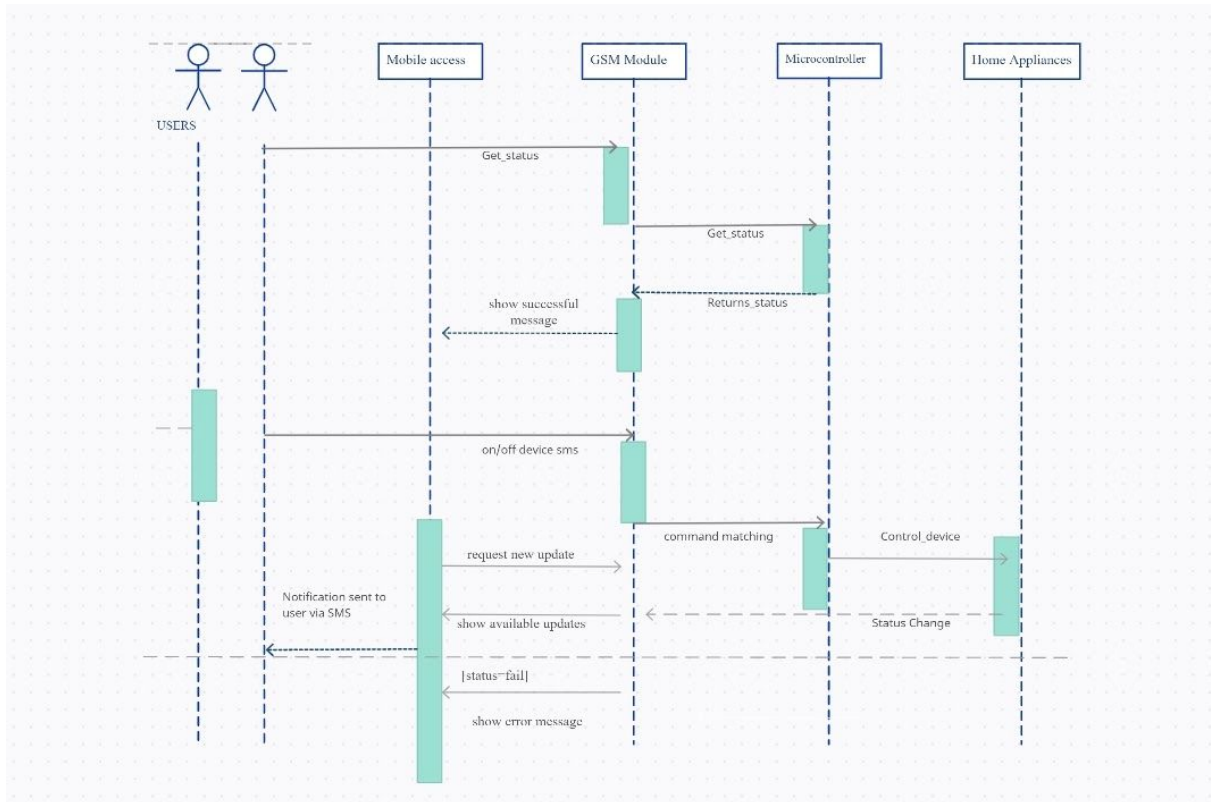 Mobile access
GSM Module
Microcontroller
Home Appliances
USERS
Get_status
Get_status
Returns_status
show successful
message
on/off device sms
command matching
Control_device
request new update
Notification sent to
user via SMS
show available updates
Status Change
[status=fail]
show error message